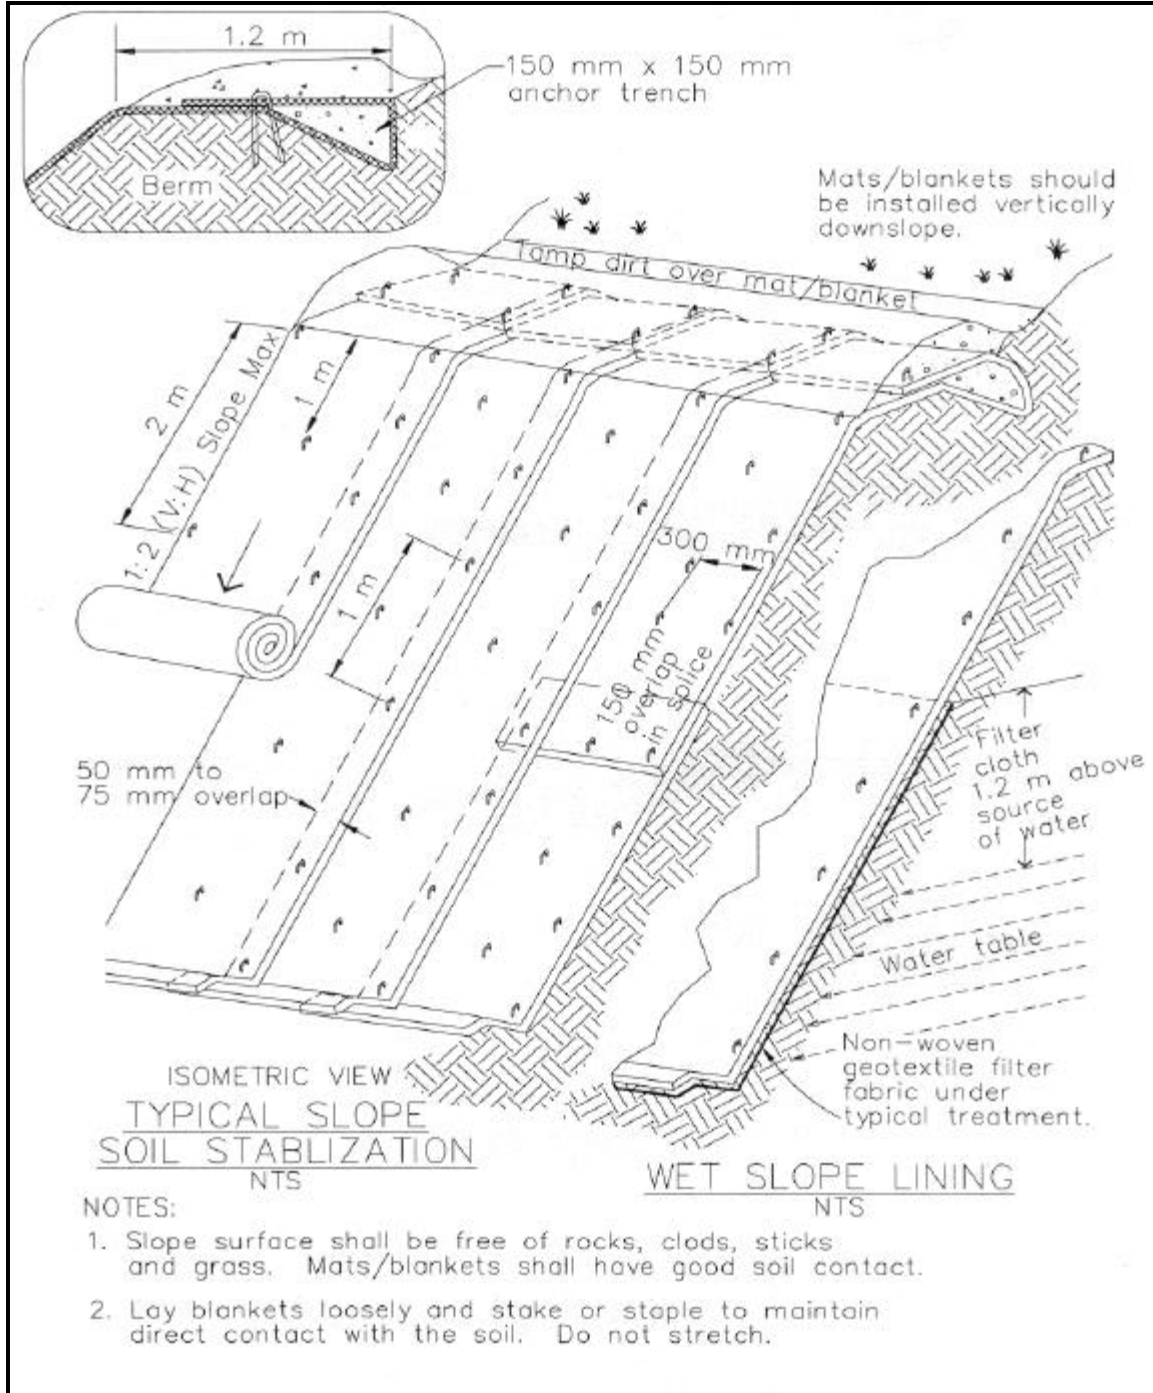 1.2 m
150 mm x 150 mm
anchor trench
Berm
Mats/blankets should
be installed vertically
downslope.
Tamp dirt over mat/blanket
2 m
1 m
1:2 (V:H) Slope Max
1 m
300 mm
150 mm
overlap
in splice
50 mm to
75 mm overlap
Filter
cloth
1.2 m above
source
of water
Water table
Non-woven
geotextile filter
fabric under
typical treatment.
ISOMETRIC VIEW
TYPICAL SLOPE
SOIL STABLIZATION
NTS
WET SLOPE LINING
NTS
NOTES:
1. Slope surface shall be free of rocks, clods, sticks
and grass. Mats/blankets shall have good soil contact.
2. Lay blankets loosely and stake or staple to maintain
direct contact with the soil. Do not stretch.